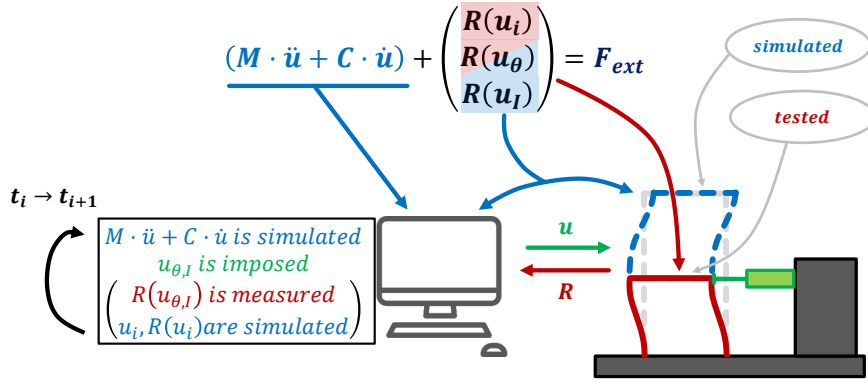 (M · ü + C · u̇) + ( R(u_i) R(u_θ) R(u_I) ) = F_ext
simulated
tested
t_i → t_{i+1}
M · ü + C · u̇ is simulated
u_{θ,I} is imposed
( R(u_{θ,I}) is measured
u_i, R(u_i) are simulated )
u
R